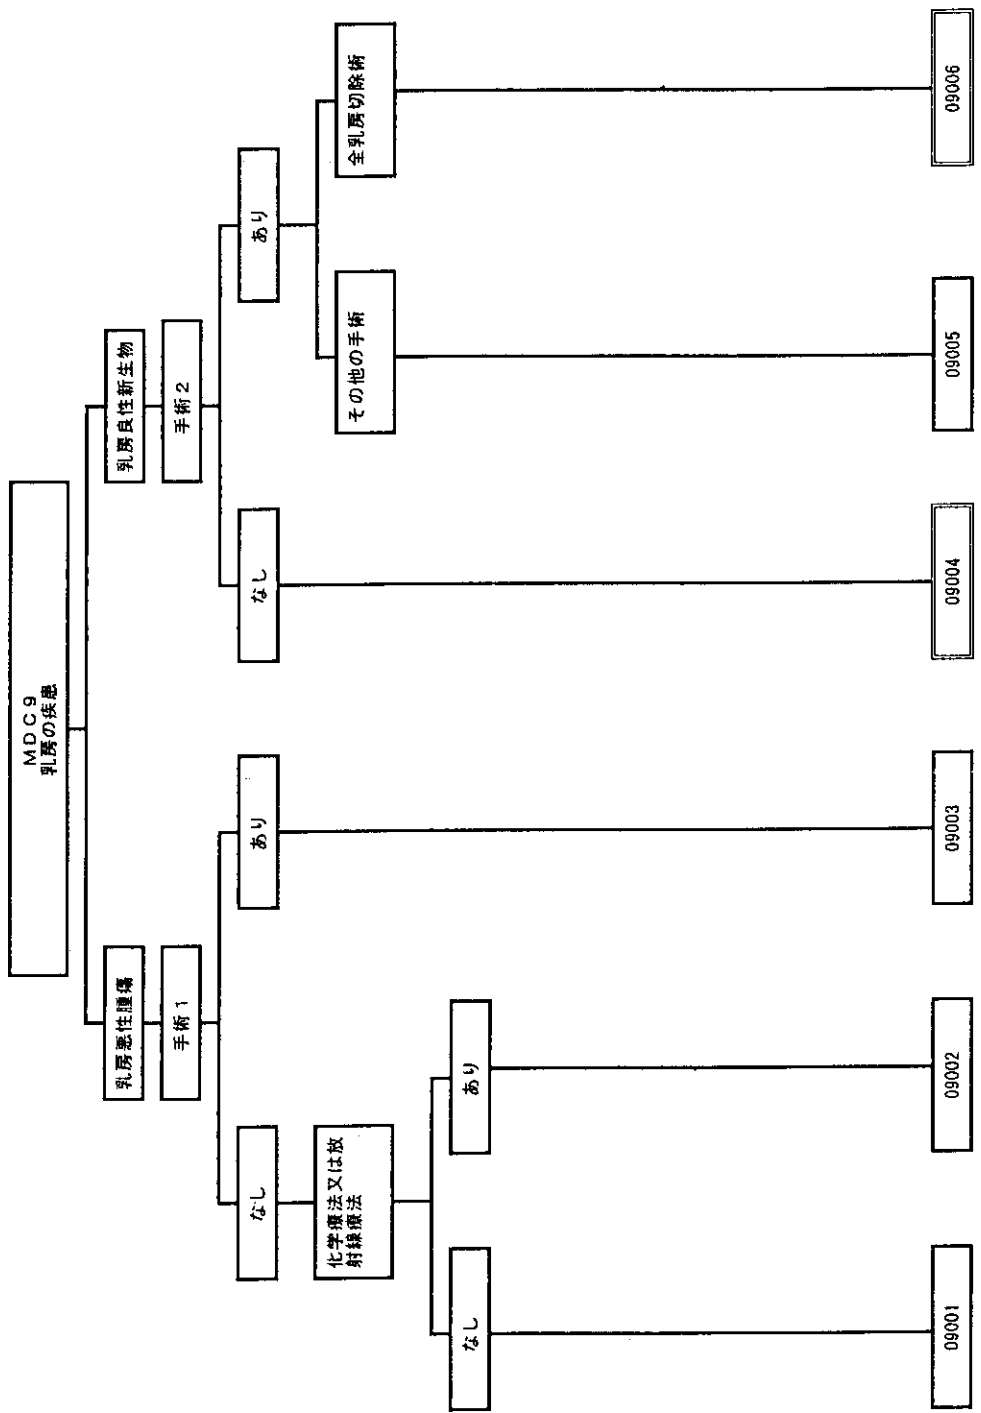 MDC9
乳房の疾患
乳房悪性腫瘍
手術1
なし
化学療法又は放
射線療法
なし
09001
あり
09002
あり
09003
乳房良性新生物
手術2
なし
09004
あり
その他の手術
09005
全乳房切除術
09006